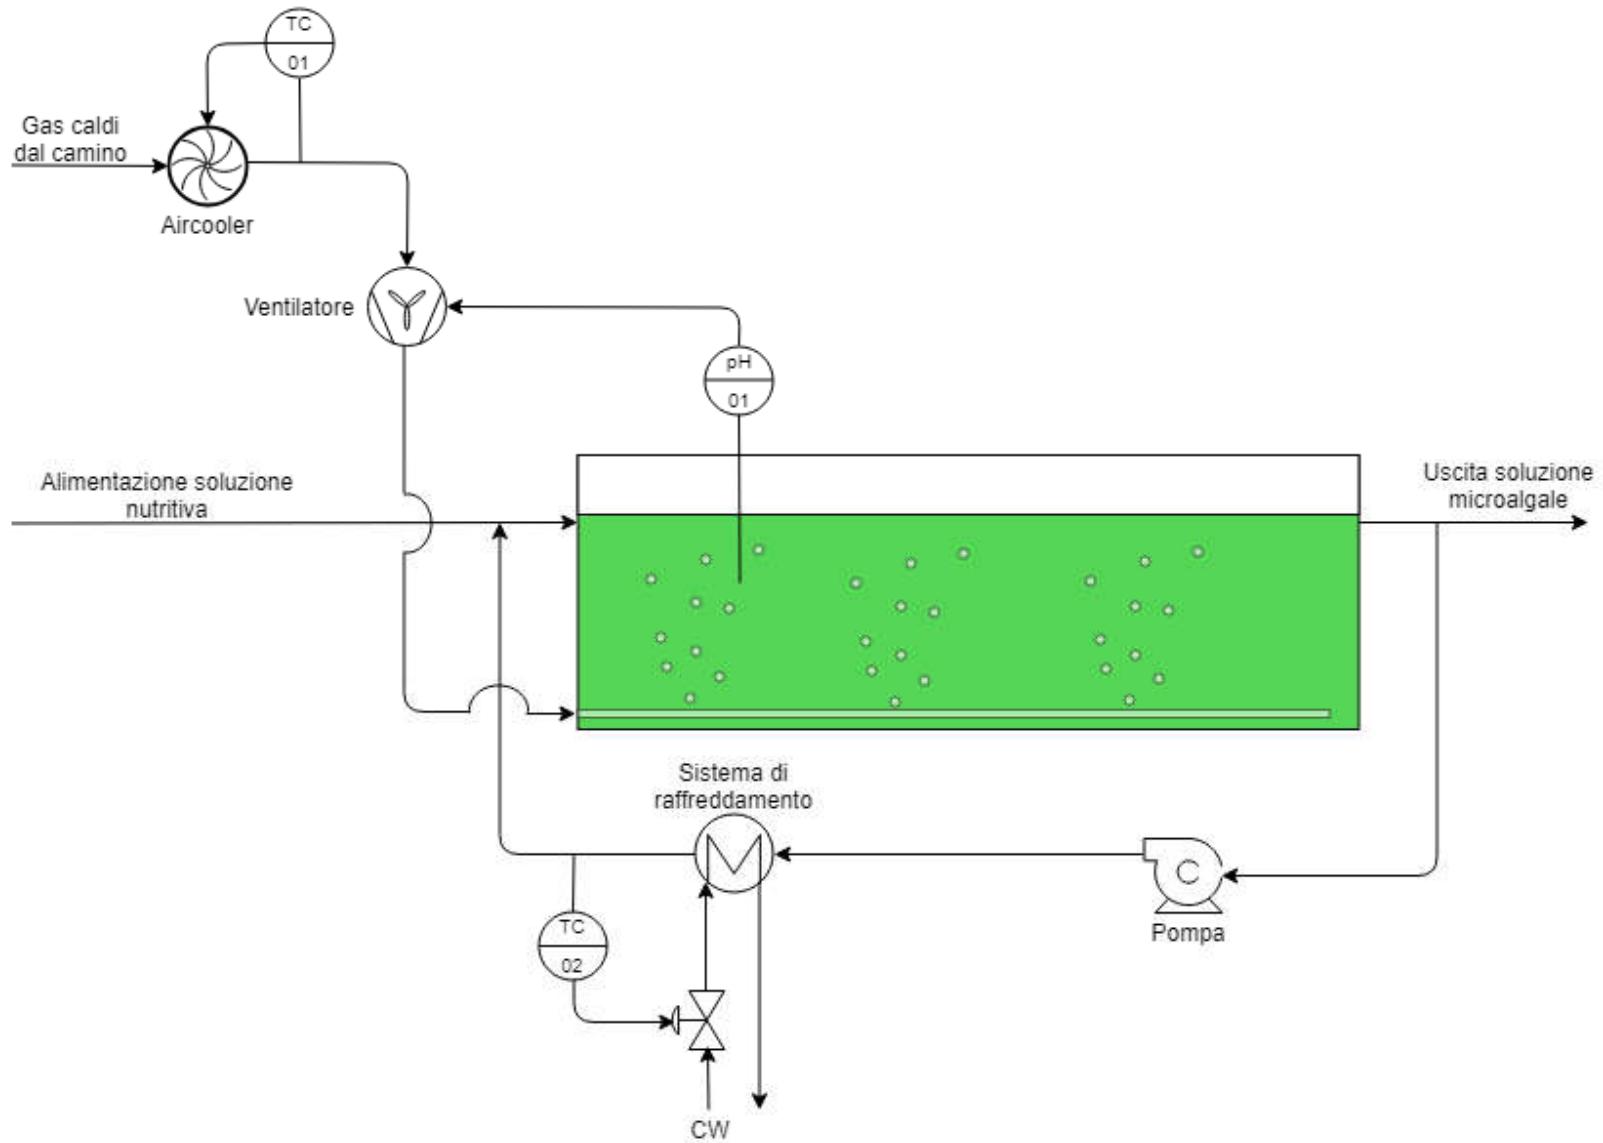 TC
01
Gas caldi
dal camino
Aircooler
Ventilatore
pH
01
Alimentazione soluzione
nutritiva
Uscita soluzione
microalgale
Sistema di
raffreddamento
C
Pompa
TC
02
CW